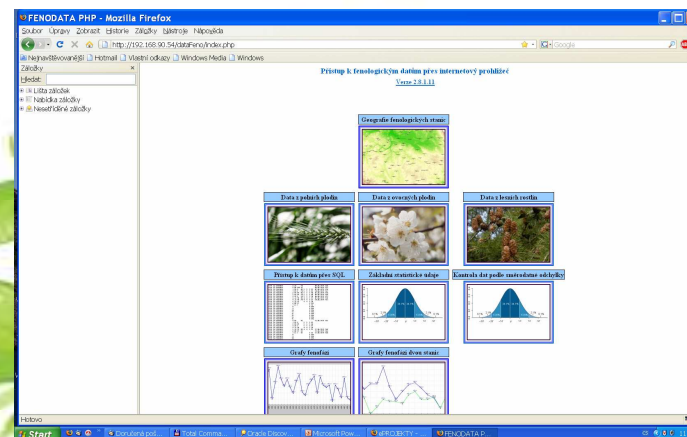 FENODATA PHP - Mozilla Firefox
Soubor Úpravy Zobrazit Historie Záložky Nástroje Nápověda
http://192.168.90.54/dataFeno/index.php
Google
Nejnavštěvovanější Hotmail Vlastní odkazy Windows Media Windows
Záložky
Hledat:
Lišta záložek
Nabídka záložky
Nesetříděné záložky
Přístup k fenologickým datům přes internetový prohlížeč
Verze 2.0.1.11
Geografie fenologických stanic
Data z polních plodin
Data z ovocných plodin
Data z lesních rostlin
Přístup k datům přes SQL
Základní statistické údaje
Kontrola dat podle směrodatné odchylky
Grafy fenofází
Grafy fenofází dvou stanic
Hotovo
Start
Doručená poš...
Total Comma...
Oracle Discov...
Microsoft Pow...
ePROJEKTY - ...
FENODATA P...
CS